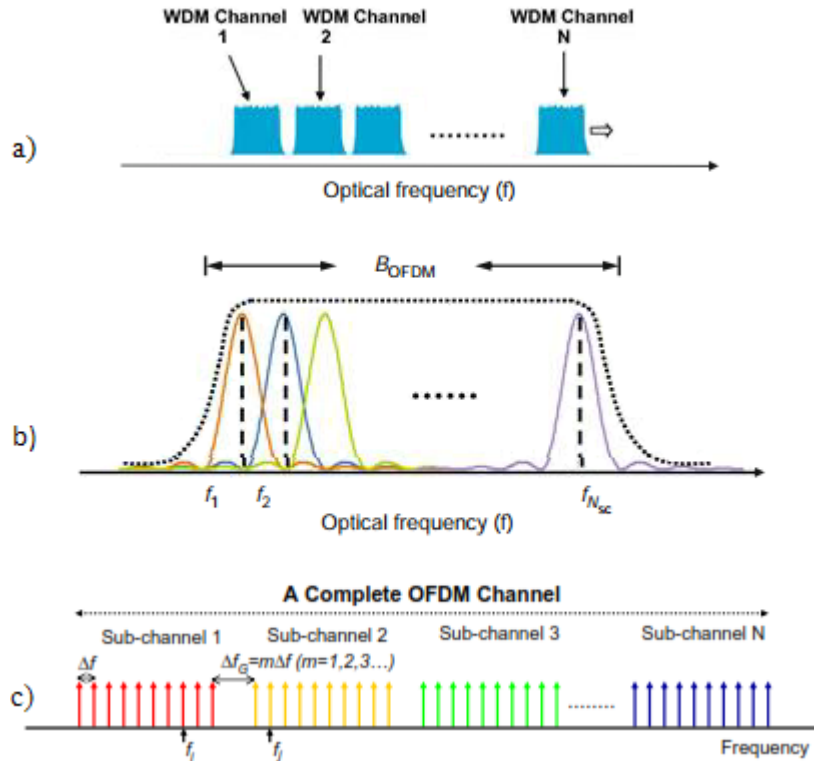 WDM Channel 1
WDM Channel 2
WDM Channel N
a)
Optical frequency (f)
B_OFDM
b)
f_1
f_2
f_N_sc
Optical frequency (f)
A Complete OFDM Channel
Sub-channel 1
Sub-channel 2
Sub-channel 3
Sub-channel N
Δf
Δf_G=mΔf (m=1,2,3...)
c)
f_i
f_j
Frequency